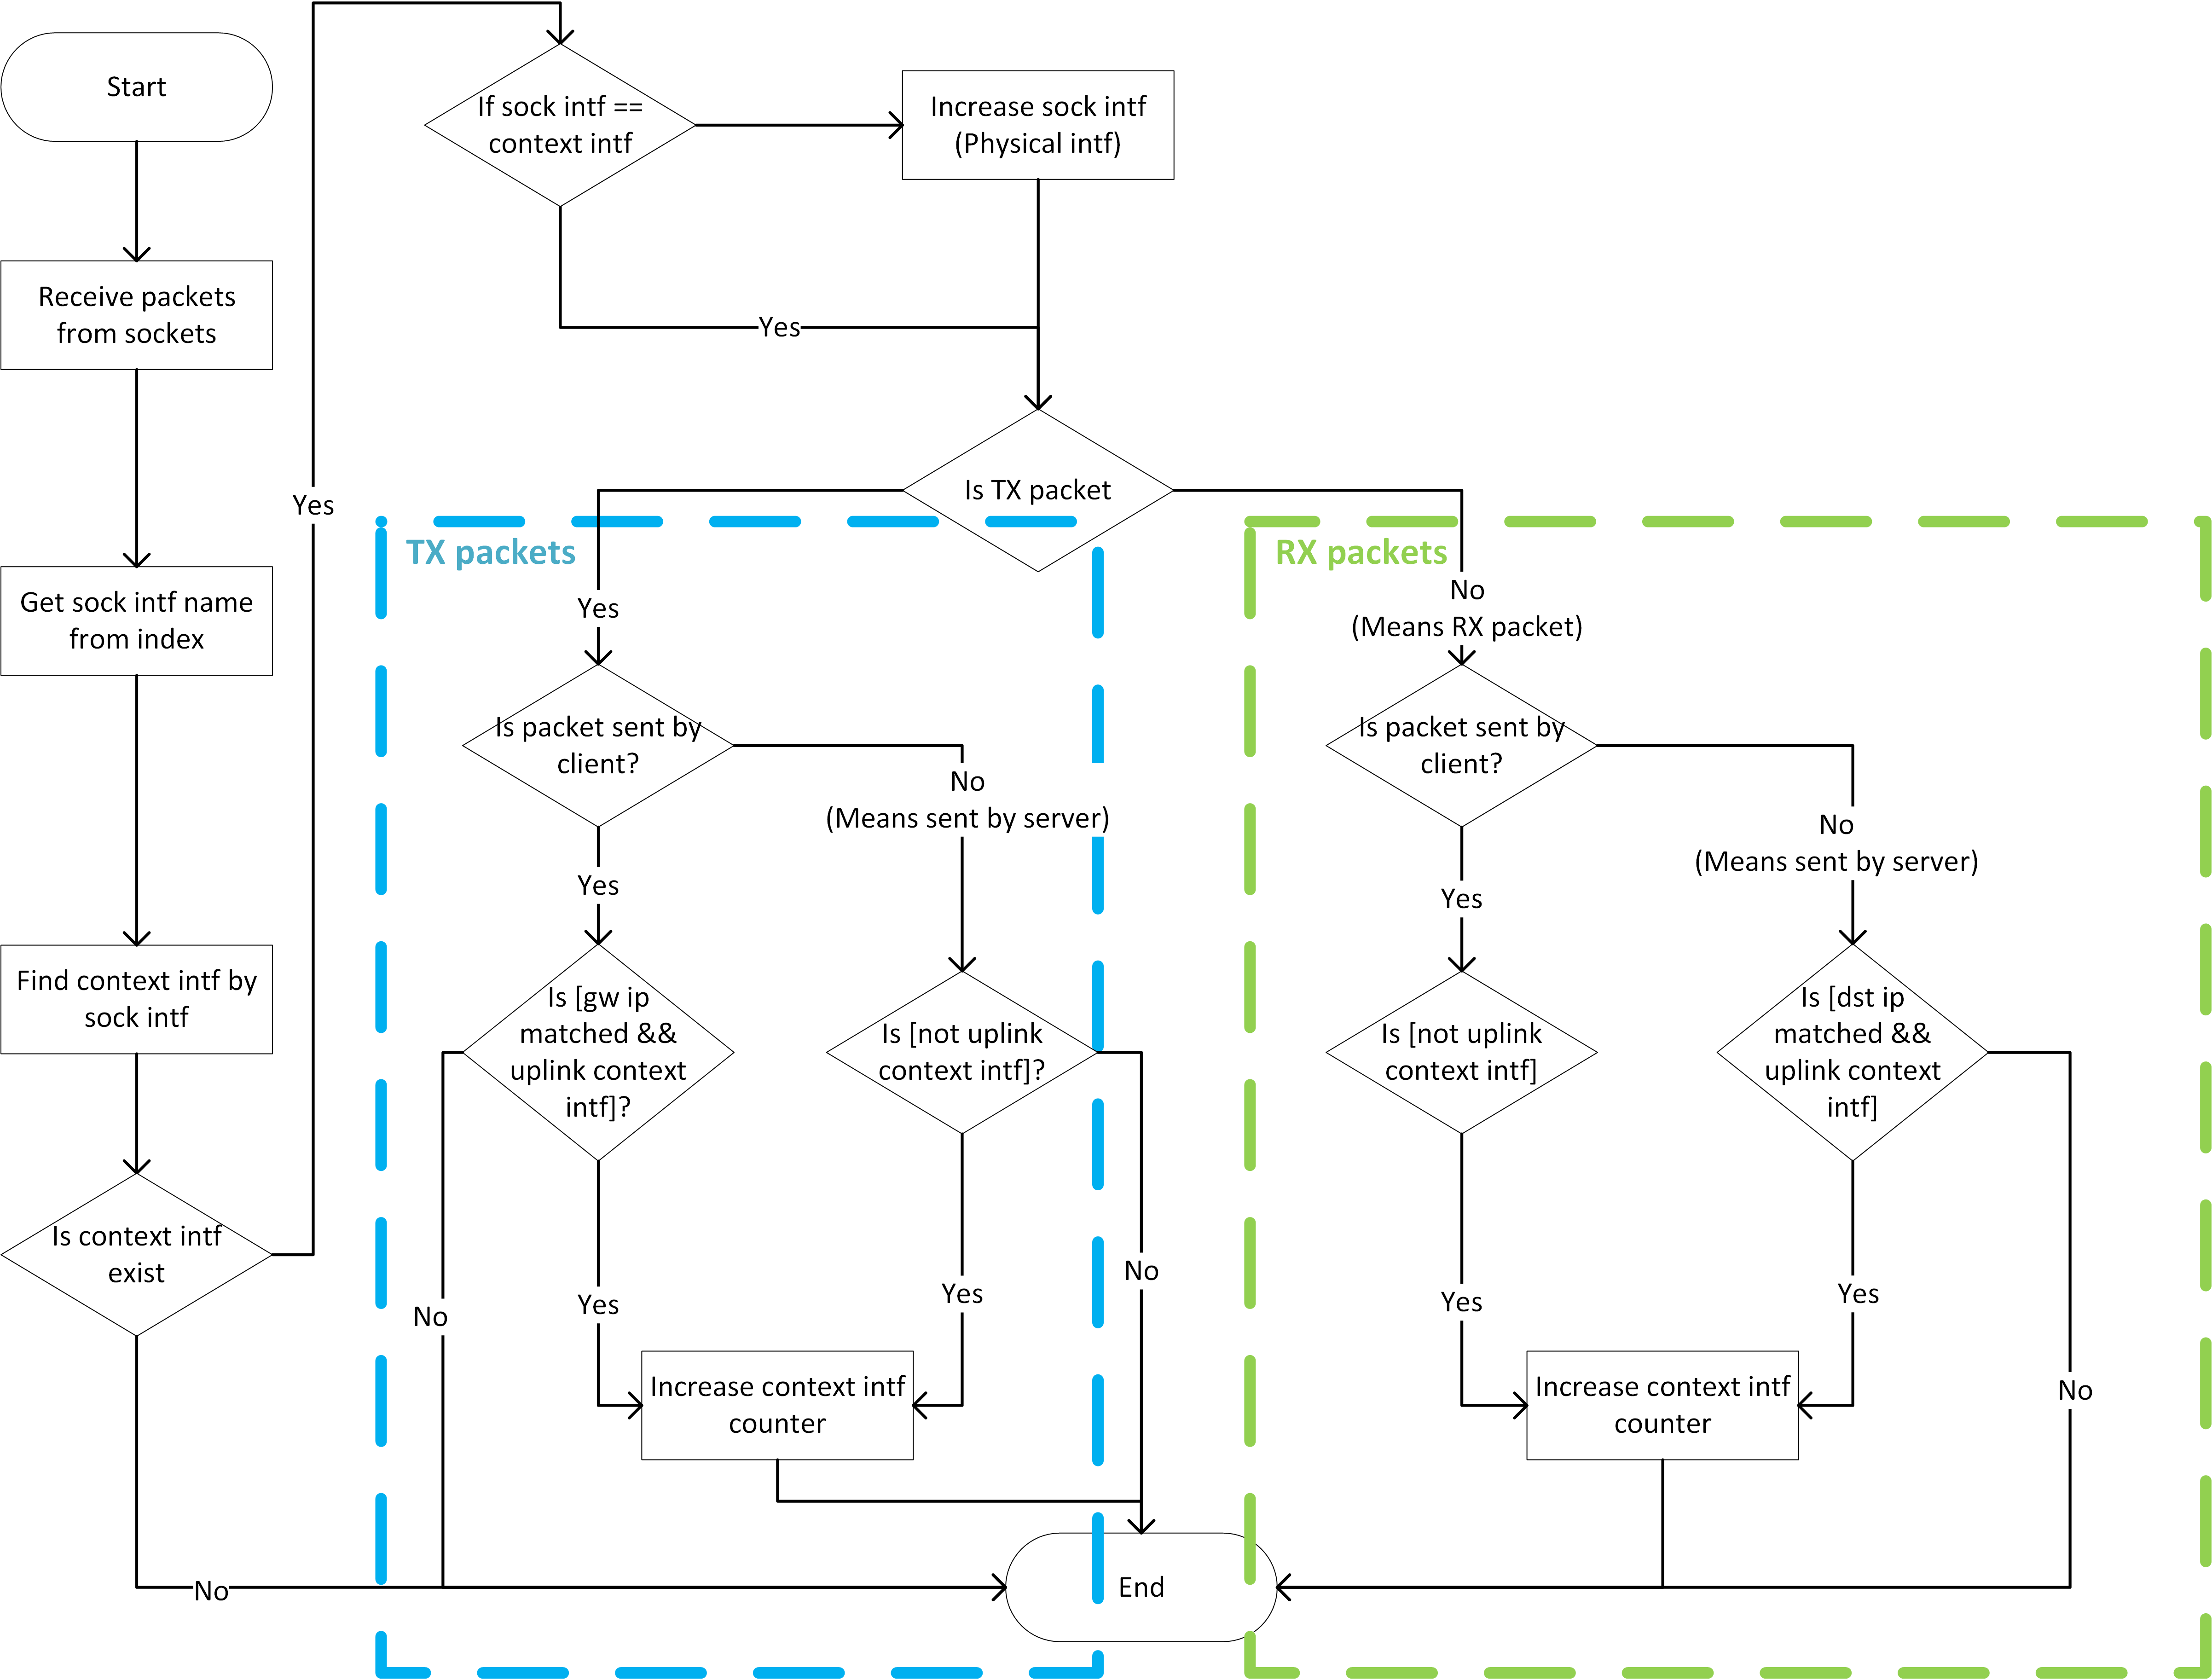 Start
Receive packets
from sockets
Get sock intf name
from index
Find context intf by
sock intf
Is context intf
exist
No
Yes
If sock intf ==
context intf
Increase sock intf
(Physical intf)
Yes
Is TX packet
TX packets
Yes
Is packet sent by
client?
No
(Means sent by server)
Yes
Is [gw ip
matched &&
uplink context
intf]?
Is [not uplink
context intf]?
No
Yes
Yes
No
Increase context intf
counter
RX packets
No
(Means RX packet)
Is packet sent by
client?
No
(Means sent by server)
Yes
Is [not uplink
context intf]
Is [dst ip
matched &&
uplink context
intf]
Yes
Yes
No
Increase context intf
counter
End